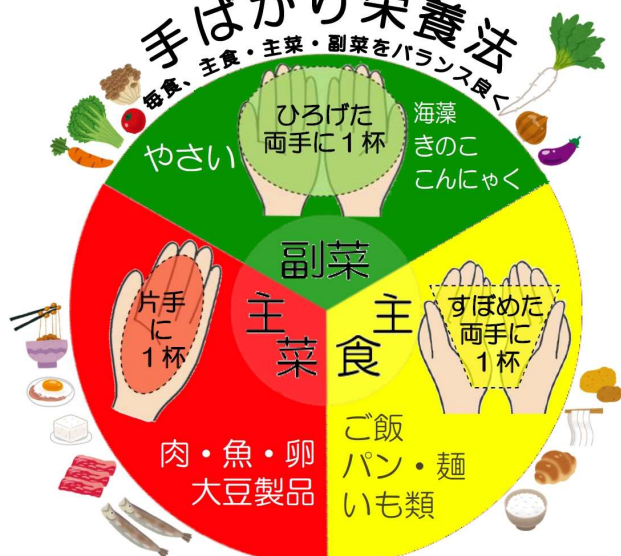 手ばかり栄養法
毎食、主食・主菜・副菜をバランス良く
やさい
ひろげた
両手に1杯
海藻
きのこ
こんにゃく
副菜
片手
に
1杯
主
菜
肉・魚・卵
大豆製品
主
食
すぼめた
両手に
1杯
ご飯
パン・麺
いも類